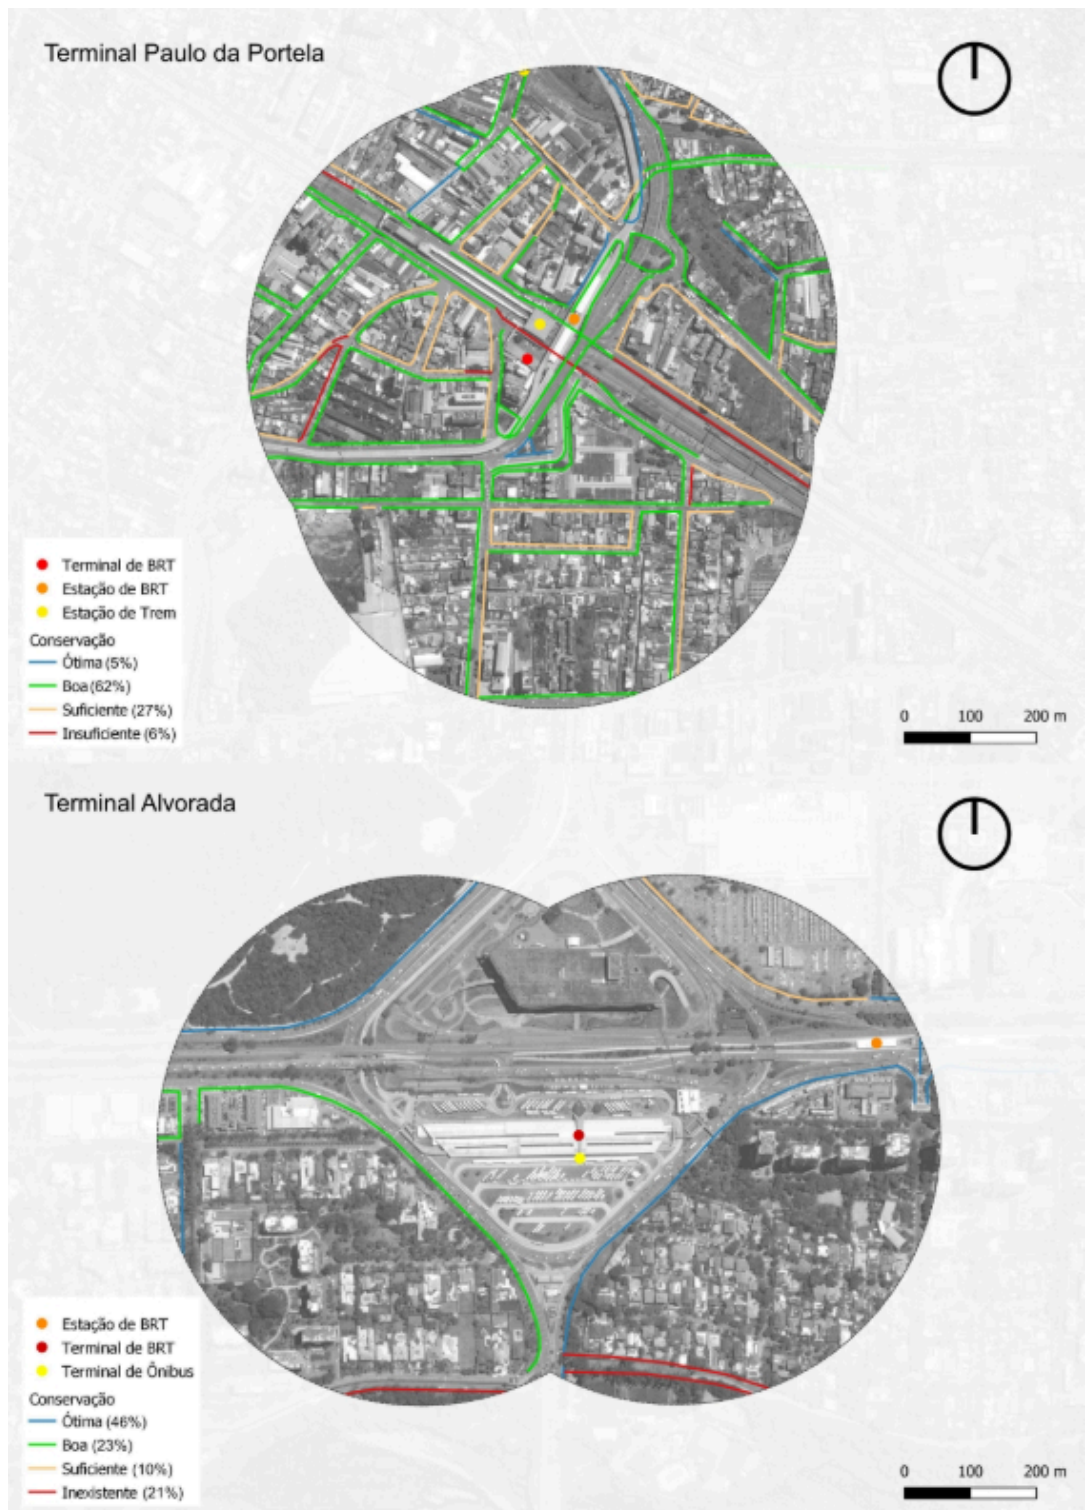 Terminal Paulo da Portela
Terminal de BRT
Estação de BRT
Estação de Trem
Conservação
Ótima (5%)
Boa (62%)
Suficiente (27%)
Insuficiente (6%)
0 100 200 m
Terminal Alvorada
Estação de BRT
Terminal de BRT
Terminal de Ônibus
Conservação
Ótima (46%)
Boa (23%)
Suficiente (10%)
Inexistente (21%)
0 100 200 m